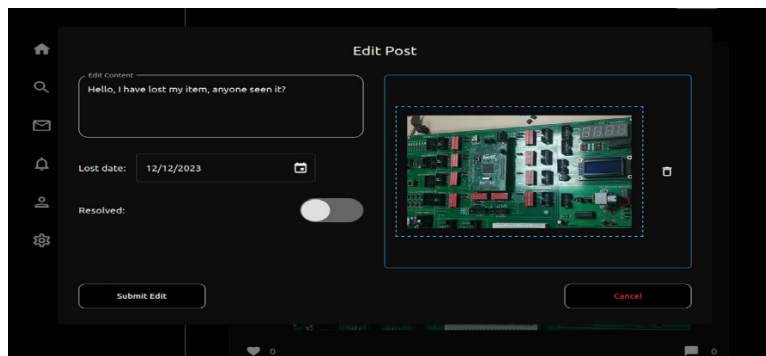 Edit Post
Edit Content
Hello, I have lost my item, anyone seen it?
Lost date: 12/12/2023
Resolved:
Submit Edit
Cancel
0
0